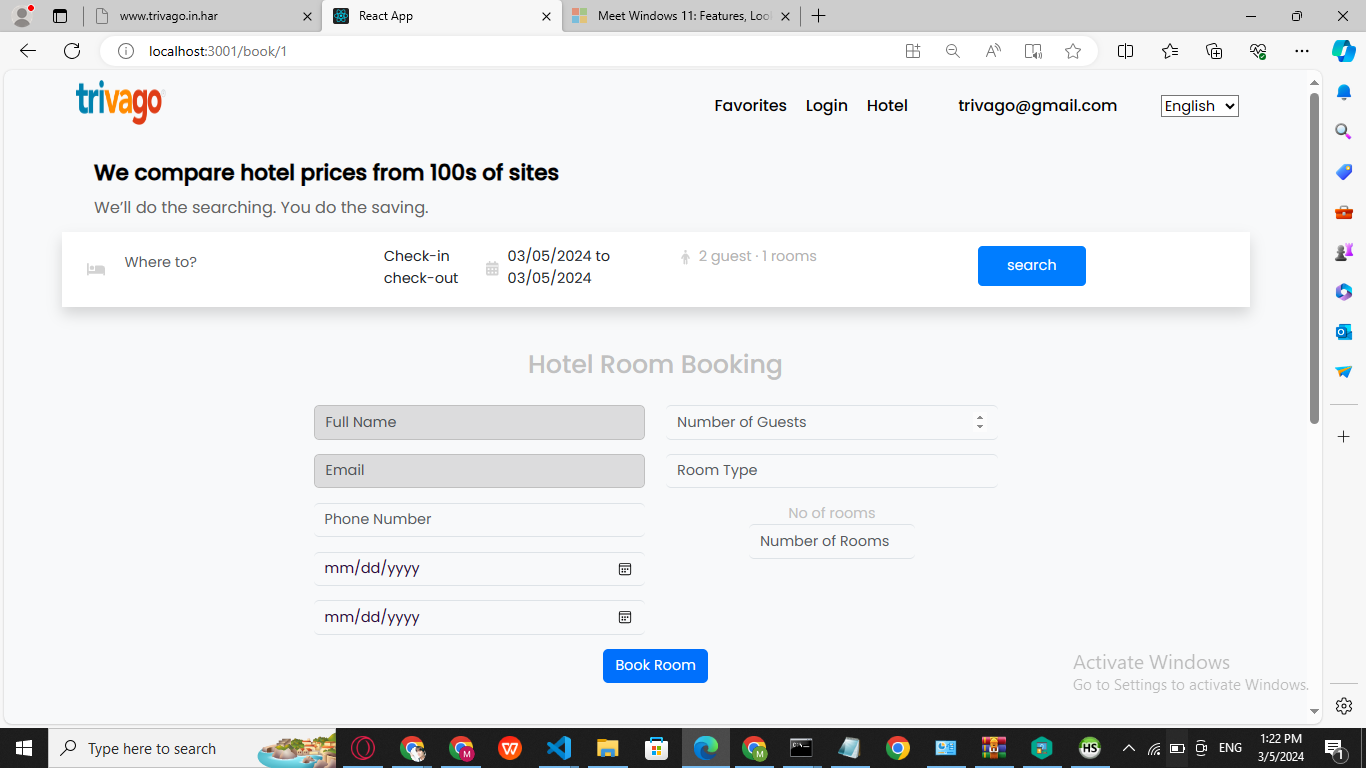 www.trivago.in.har
React App
Meet Windows 11: Features, Loo
localhost:3001/book/1
trivago
Favorites Login Hotel trivago@gmail.com English
We compare hotel prices from 100s of sites
We'll do the searching. You do the saving.
Where to?
Check-in
check-out
03/05/2024 to
03/05/2024
2 guest · 1 rooms
search
Hotel Room Booking
Full Name
Number of Guests
Email
Room Type
Phone Number
No of rooms
Number of Rooms
mm/dd/yyyy
mm/dd/yyyy
Book Room
Activate Windows
Go to Settings to activate Windows.
Type here to search
ENG
1:22 PM
3/5/2024
1